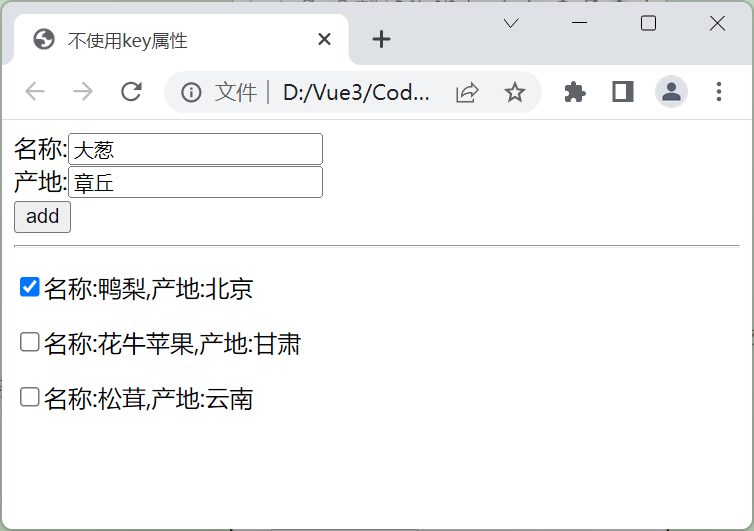 不使用key属性
文件 D:/Vue3/Cod...
名称:大葱
产地:章丘
add
名称:鸭梨,产地:北京
名称:花牛苹果,产地:甘肃
名称:松茸,产地:云南